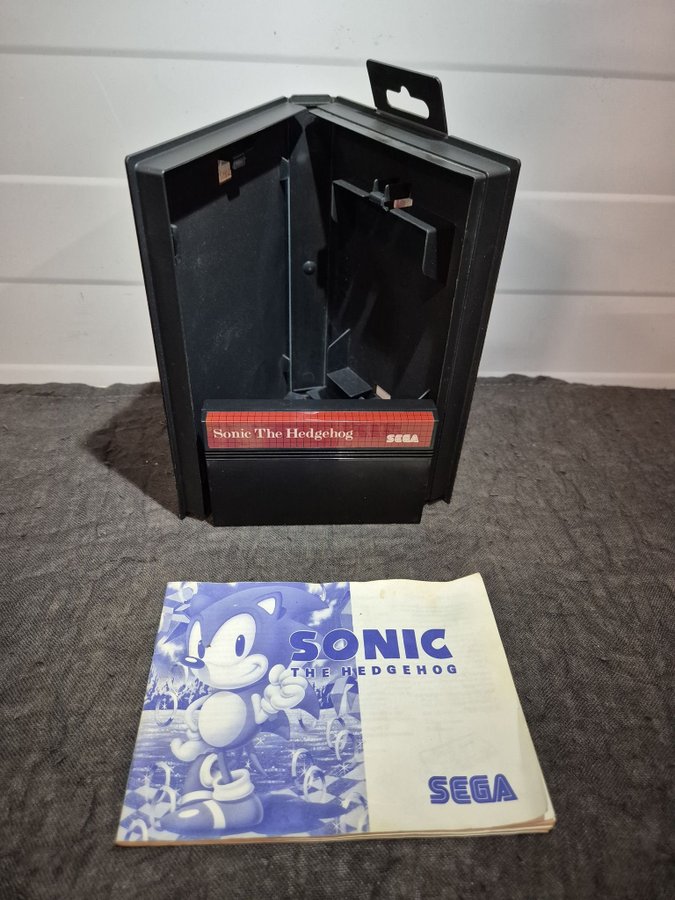 Sonic The Hedgehog SEGA
SONIC
THE HEDGEHOG
SEGA